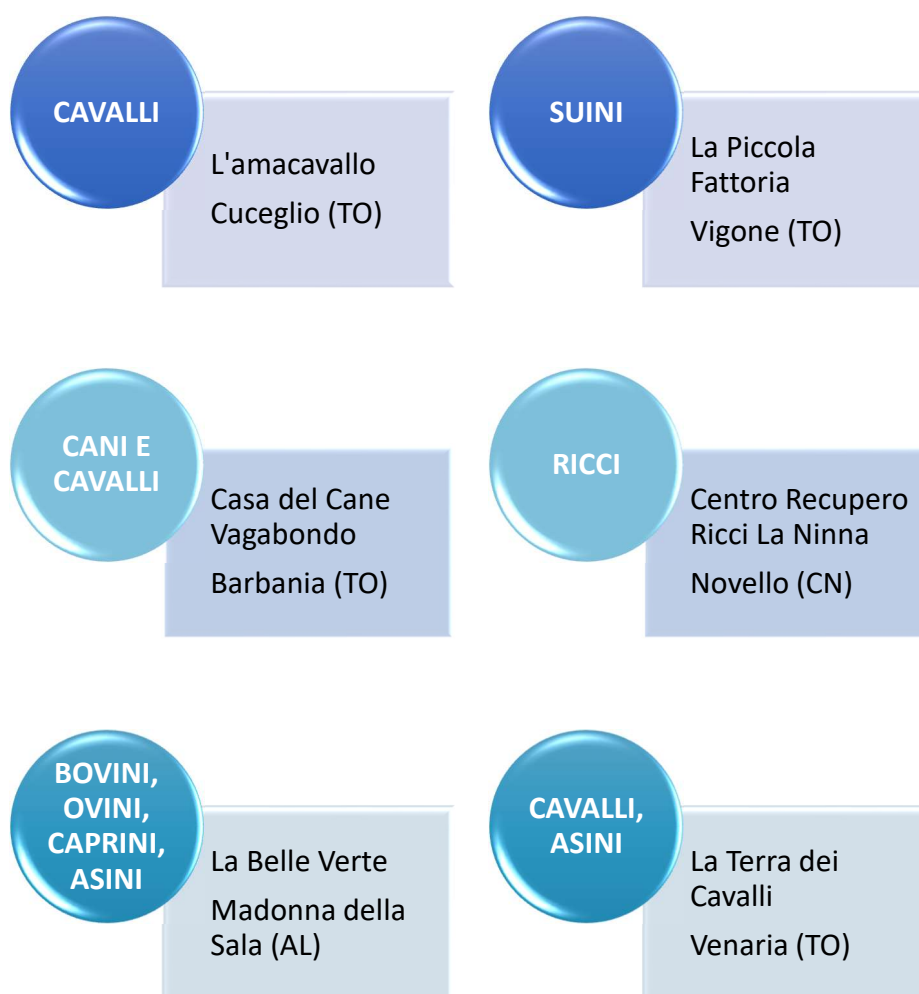 CAVALLI
L'amacavallo
Cuceglio (TO)
SUINI
La Piccola
Fattoria
Vigone (TO)
CANI E
CAVALLI
Casa del Cane
Vagabondo
Barbania (TO)
RICCI
Centro Recupero
Ricci La Ninna
Novello (CN)
BOVINI,
OVINI,
CAPRINI,
ASINI
La Belle Verte
Madonna della
Sala (AL)
CAVALLI,
ASINI
La Terra dei
Cavalli
Venaria (TO)